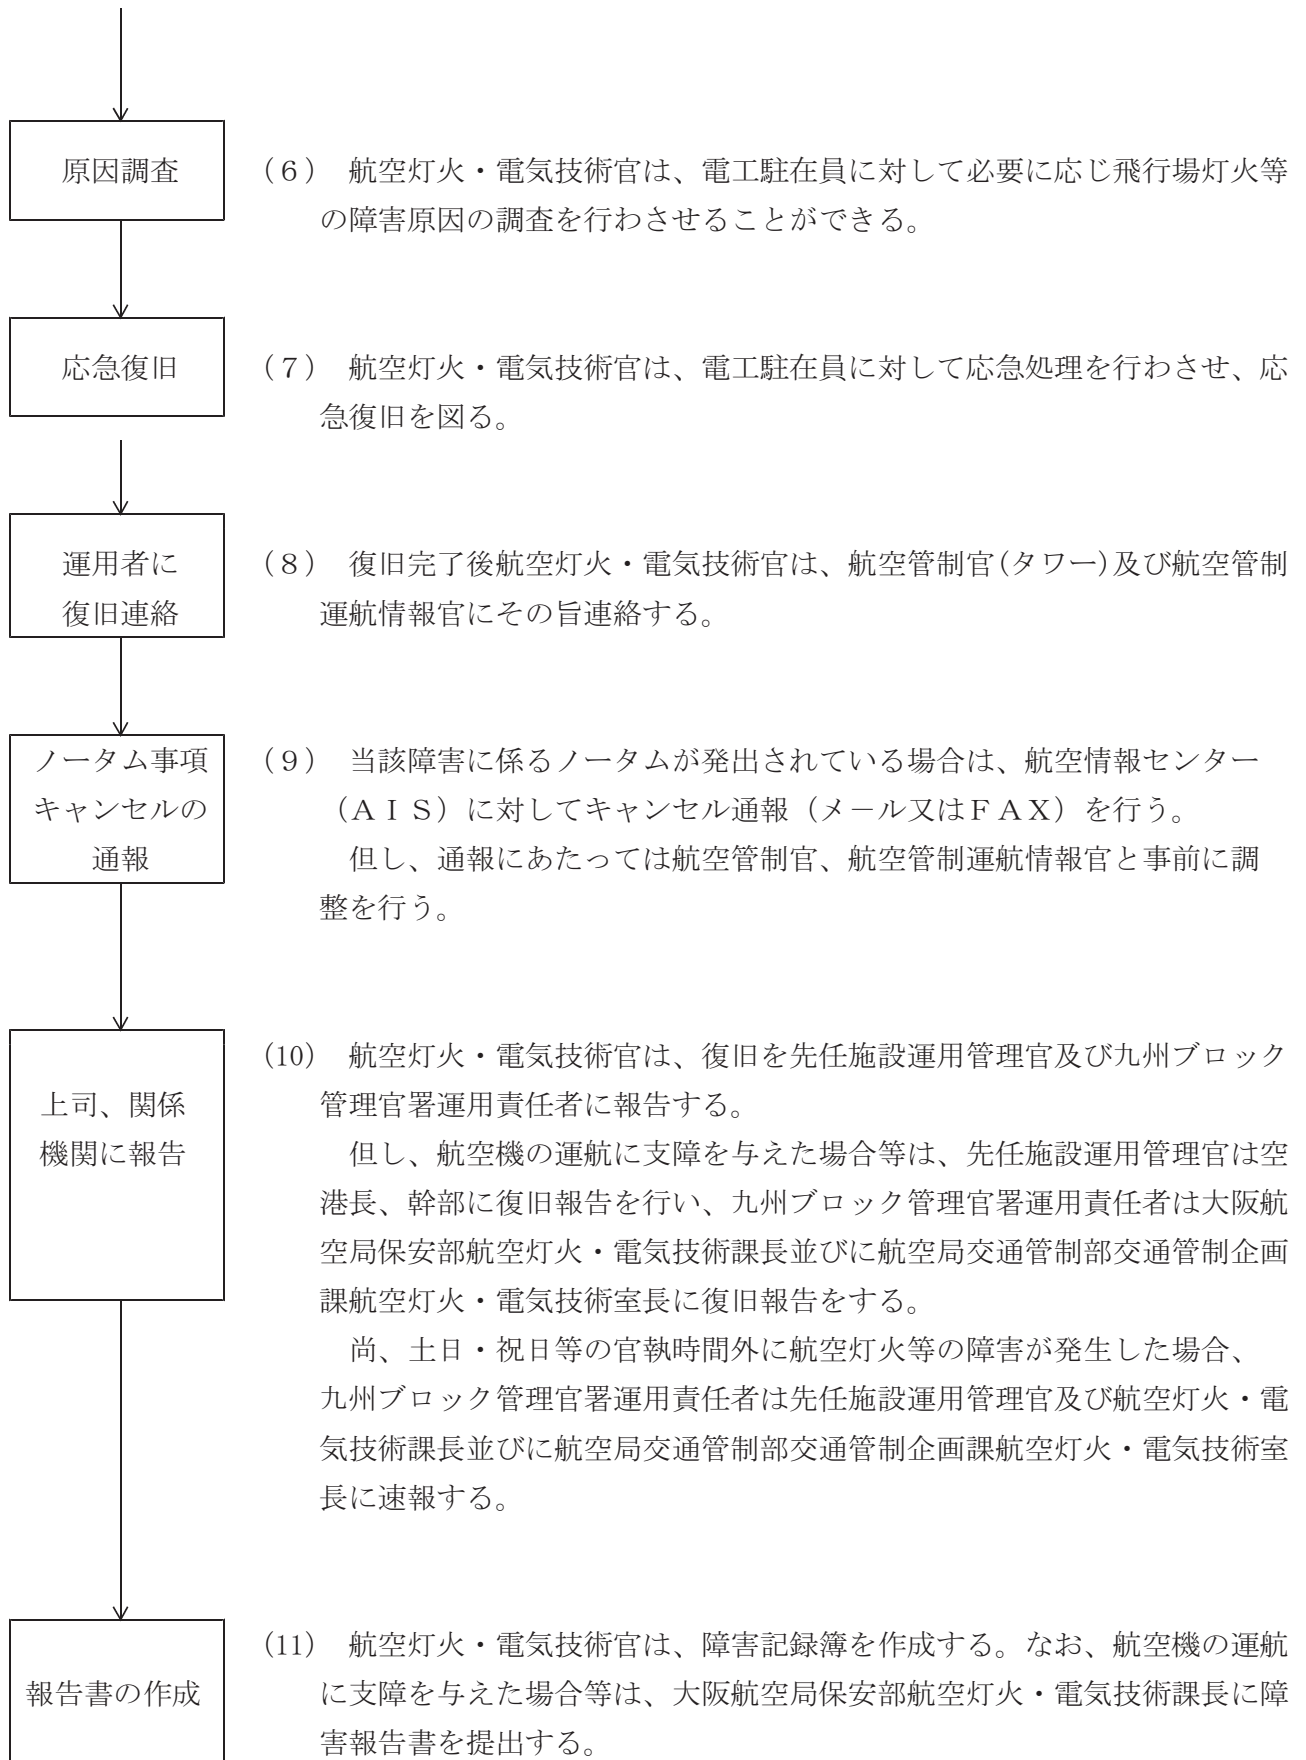 原因調査
(６) 航空灯火・電気技術官は、電工駐在員に対して必要に応じ飛行場灯火等
の障害原因の調査を行わさせることができる。
応急復旧
(７) 航空灯火・電気技術官は、電工駐在員に対して応急処理を行わさせ、応
急復旧を図る。
運用者に
復旧連絡
(８) 復旧完了後航空灯火・電気技術官は、航空管制官(タワー)及び航空管制
運航情報官にその旨連絡する。
ノータム事項
キャンセルの
通報
(９) 当該障害に係るノータムが発出されている場合は、航空情報センター
（ＡＩＳ）に対してキャンセル通報（メール又はＦＡＸ）を行う。
但し、通報にあたっては航空管制官、航空管制運航情報官と事前に調
整を行う。
上司、関係
機関に報告
(10) 航空灯火・電気技術官は、復旧を先任施設運用管理官及び九州ブロック
管理官署運用責任者に報告する。
但し、航空機の運航に支障を与えた場合等は、先任施設運用管理官は空
港長、幹部に復旧報告を行い、九州ブロック管理官署運用責任者は大阪航
空局保安部航空灯火・電気技術課長並びに航空局交通管制部交通管制企画
課航空灯火・電気技術室長に復旧報告をする。
尚、土日・祝日等の官執時間外に航空灯火等の障害が発生した場合、
九州ブロック管理官署運用責任者は先任施設運用管理官及び航空灯火・電
気技術課長並びに航空局交通管制部交通管制企画課航空灯火・電気技術室
長に速報する。
報告書の作成
(11) 航空灯火・電気技術官は、障害記録簿を作成する。なお、航空機の運航
に支障を与えた場合等は、大阪航空局保安部航空灯火・電気技術課長に障
害報告書を提出する。